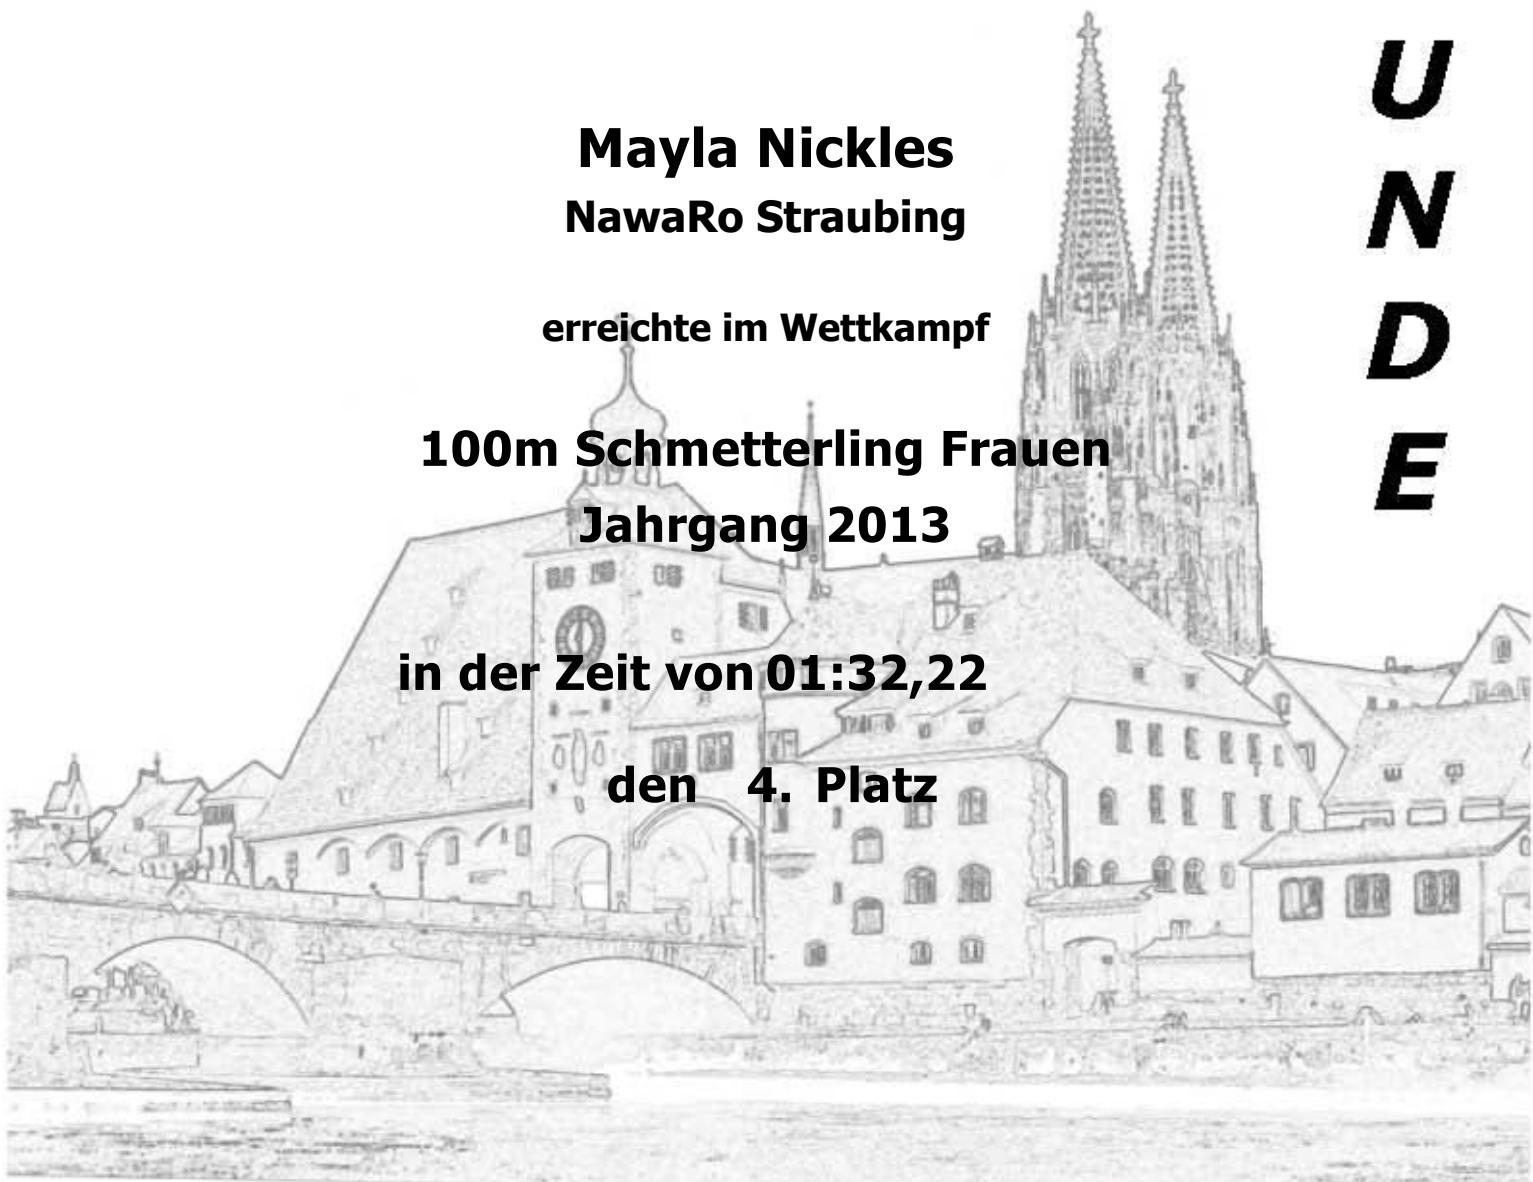 Mayla Nickles
NawaRo Straubing
erreichte im Wettkampf
100m Schmetterling Frauen
Jahrgang 2013
in der Zeit von 01:32,22
den 4. Platz
U
N
D
E